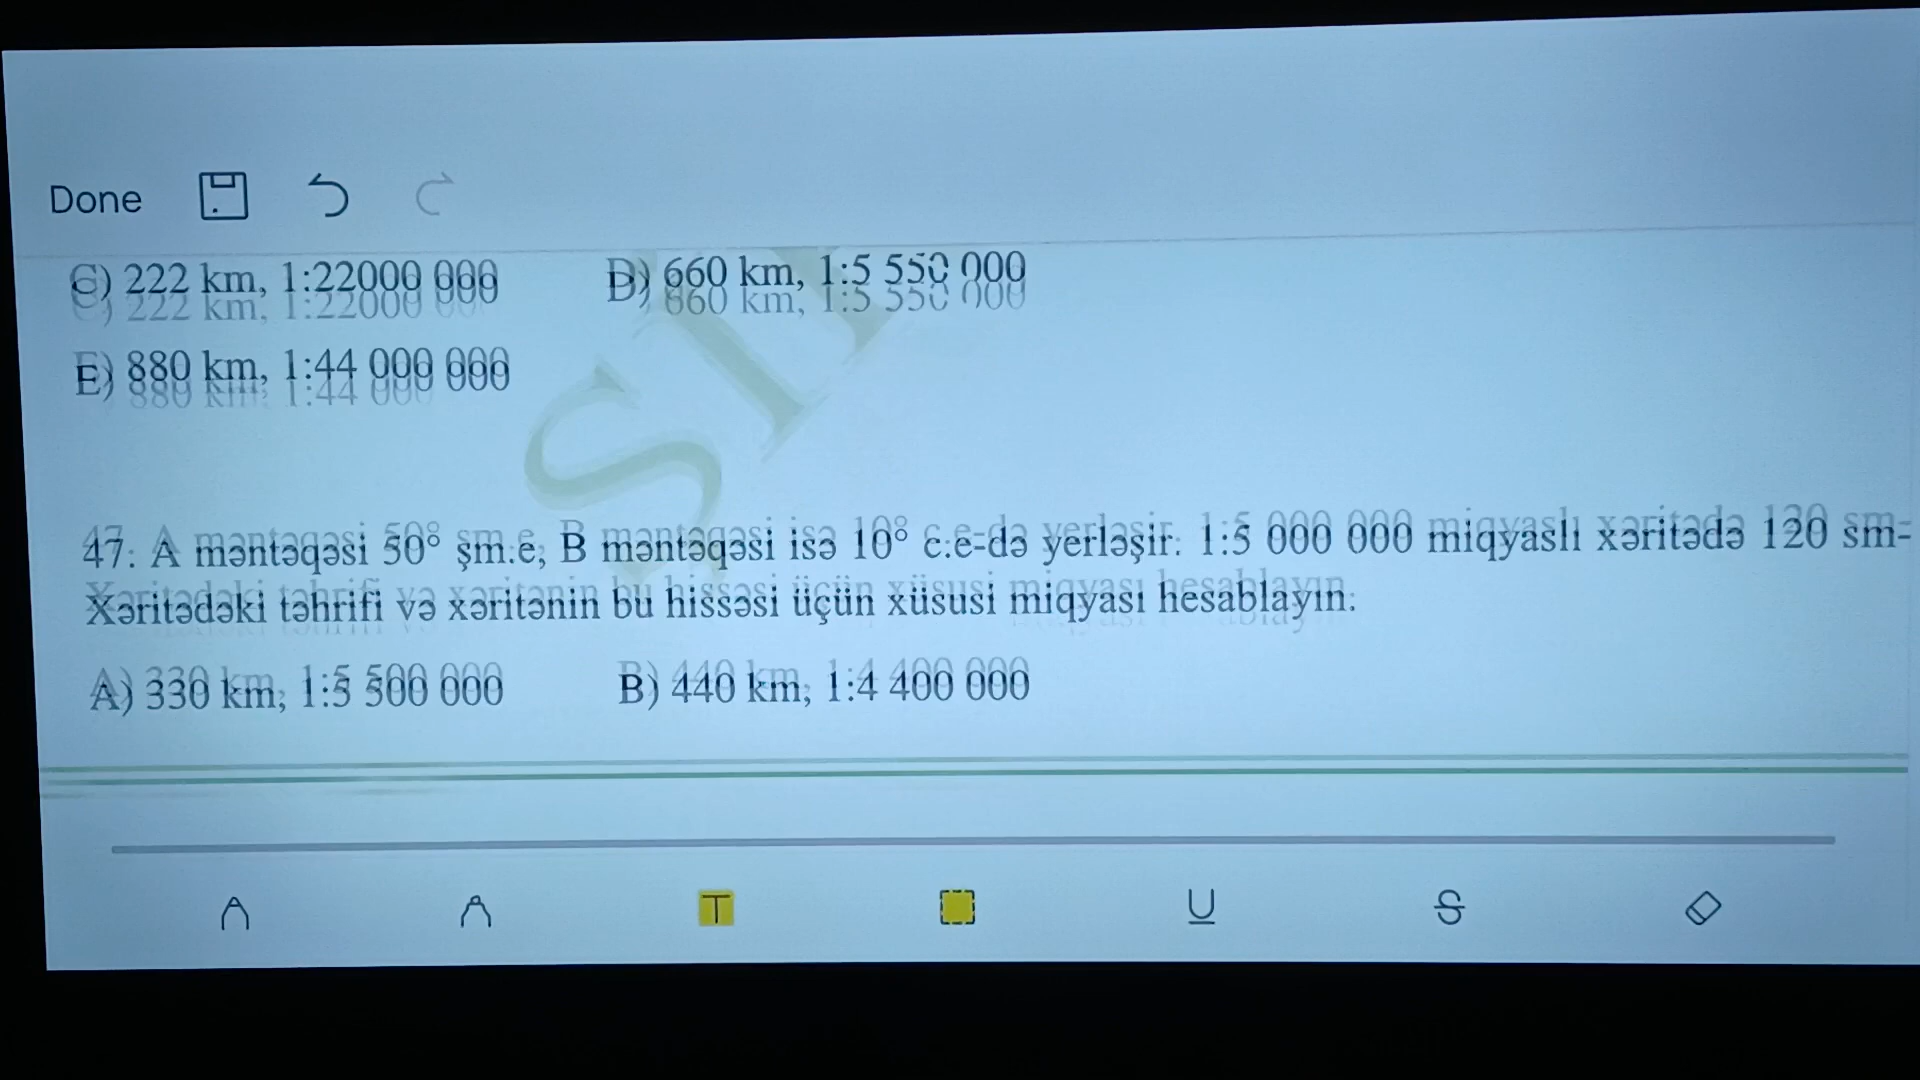 Done
C) 222 km, 1:22000 000 D) 660 km, 1:5 550 000
E) 880 km, 1:44 000 000
47. A məntəqəsi 50° şm.e, B məntəqəsi isə 10° c.e-də yerləşir. 1:5 000 000 miqyaslı xəritədə 120 sm-
Xəritədəki təhrifi və xəritənin bu hissəsi üçün xüsusi miqyası hesablayın.
A) 330 km, 1:5 500 000 B) 440 km, 1:4 400 000
T U S